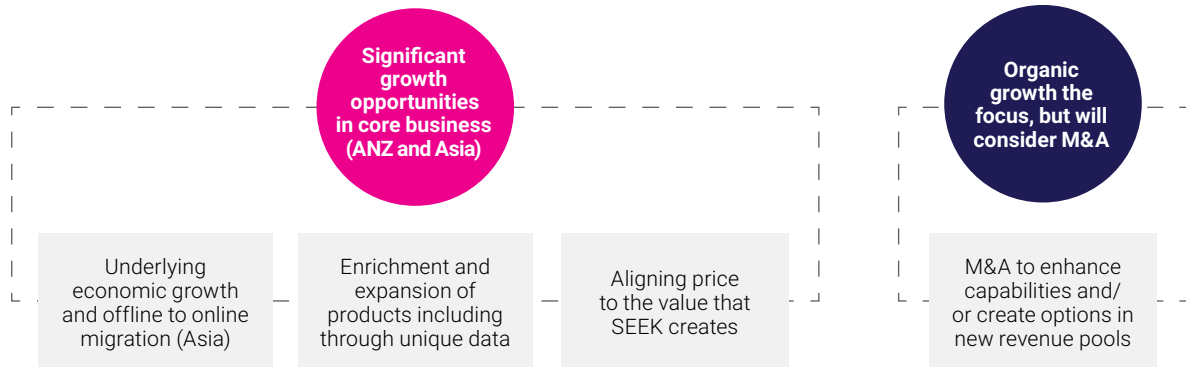 Significant
growth
opportunities
in core business
(ANZ and Asia)
Organic
growth the
focus, but will
consider M&A
Underlying
economic growth
and offline to online
migration (Asia)
Enrichment and
expansion of
products including
through unique data
Aligning price
to the value that
SEEK creates
M&A to enhance
capabilities and/
or create options in
new revenue pools